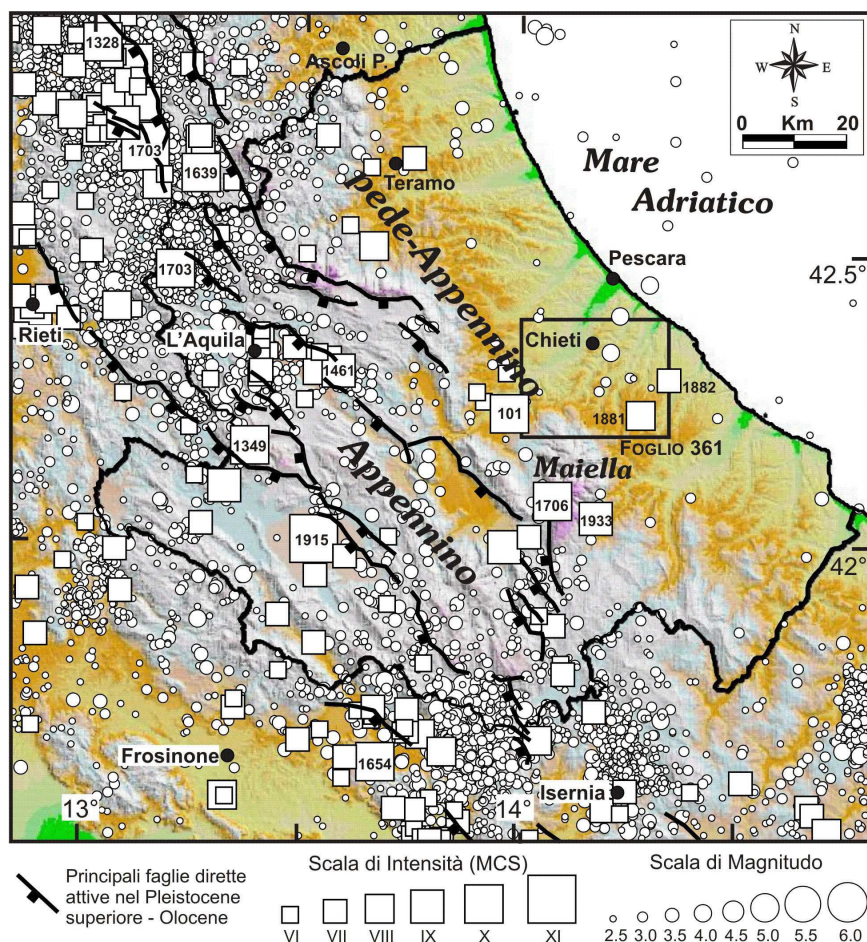 1328
Ascoli P.
N
W E
S
0 Km 20
1703
1639
Teramo
Mare
Adriatico
pede-Appennino
Pescara
42.5°
1703
Rieti
L'Aquila
Chieti
1461
1882
101
1881
FOGLIO 361
1349
Appennino
Maiella
1706
1933
1915
42°
Frosinone
1654
Isernia
13°
14°
Principali faglie dirette
attive nel Pleistocene
superiore - Olocene
Scala di Intensità (MCS)
VI VII VIII IX X XI
Scala di Magnitudo
2.5 3.0 3.5 4.0 4.5 5.0 5.5 6.0